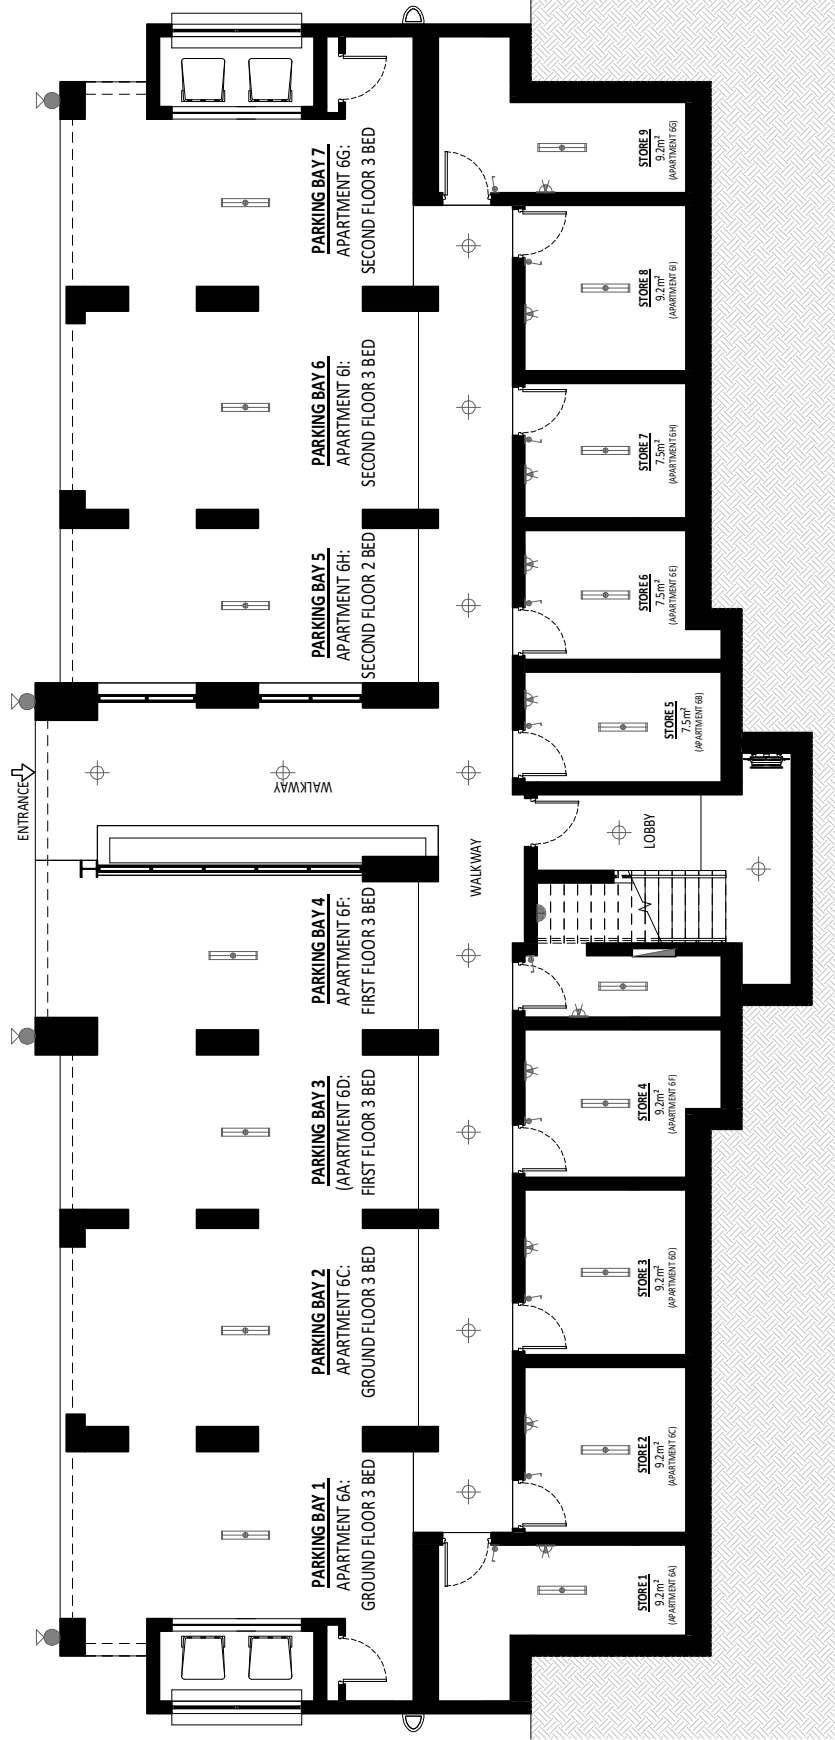 PARKING BAY 1
APARTMENT 6A:
GROUND FLOOR 3 BED
PARKING BAY 2
APARTMENT 6C:
GROUND FLOOR 3 BED
PARKING BAY 3
(APARTMENT 6D:
FIRST FLOOR 3 BED
PARKING BAY 4
APARTMENT 6F:
FIRST FLOOR 3 BED
ENTRANCE
WALKWAY
PARKING BAY 5
APARTMENT 6H:
SECOND FLOOR 2 BED
PARKING BAY 6
APARTMENT 6I:
SECOND FLOOR 3 BED
PARKING BAY 7
APARTMENT 6G:
SECOND FLOOR 3 BED
WALKWAY
STORE 1
9.2m²
(APARTMENT 6A)
STORE 2
9.2m²
(APARTMENT 6C)
STORE 3
9.2m²
(APARTMENT 6D)
STORE 4
9.2m²
(APARTMENT 6F)
LOBBY
STORE 5
7.5m²
(APARTMENT 6B)
STORE 6
7.5m²
(APARTMENT 6E)
STORE 7
7.5m²
(APARTMENT 6H)
STORE 8
9.2m²
(APARTMENT 6I)
STORE 9
9.2m²
(APARTMENT 6G)